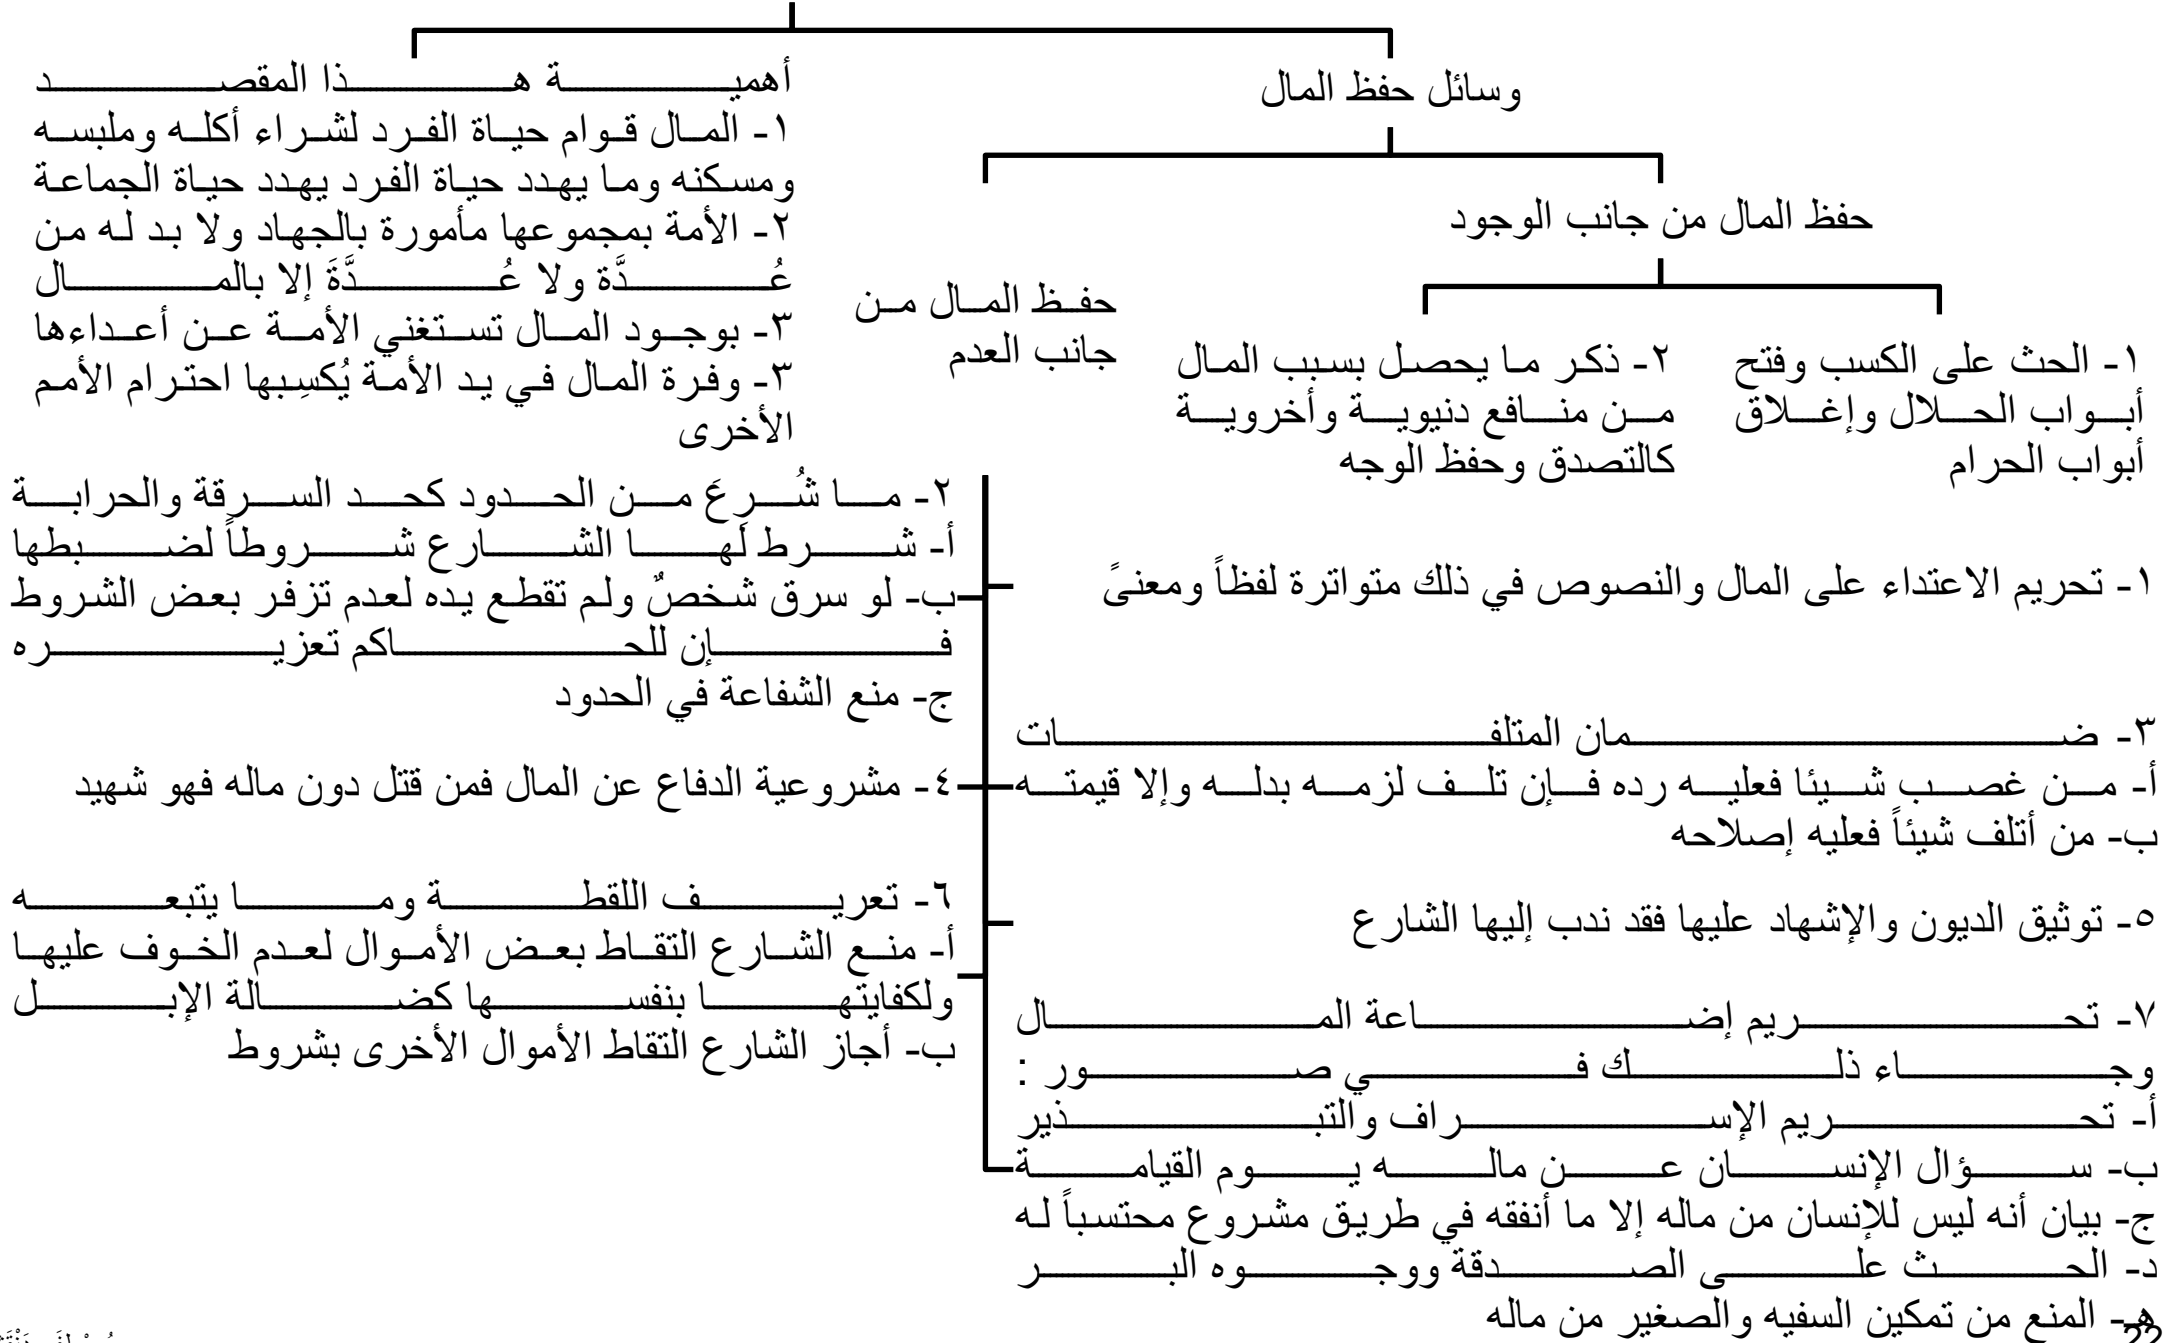 وسائل حفظ المال
أهمية هذا المقصد
١- المال قوام حياة الفرد لشراء أكله وملبسه
ومسكنه وما يهدد حياة الفرد يهدد حياة الجماعة
٢- الأمة بمجموعها مأمورة بالجهاد ولا بد له من
عُدَّة ولا عُدَّةَ إلا بالمال
٣- بوجود المال تستغني الأمة عن أعداءها
٣- وفرة المال في يد الأمة يُكسِبها احترام الأمم
الأخرى
حفظ المال من جانب الوجود
١- الحث على الكسب وفتح
أبواب الحلال وإغلاق
أبواب الحرام
٢- ذكر ما يحصل بسبب المال
من منافع دنيوية وأخروية
كالتصدق وحفظ الوجه
حفظ المال من
جانب العدم
١- تحريم الاعتداء على المال والنصوص في ذلك متواترة لفظاً ومعنىً
٢- ما شُرِعَ من الحدود كحد السرقة والحرابة
أ- شرط لها الشارع شروطاً لضبطها
ب- لو سرق شخصٌ ولم تقطع يده لعدم تزفر بعض الشروط
فإن للحاكم تعزيره
ج- منع الشفاعة في الحدود
٣- ضمان المتلفات
أ- من غصب شيئا فعليه رده فإن تلف لزمه بدله وإلا قيمته
ب- من أتلف شيئاً فعليه إصلاحه
٤- مشروعية الدفاع عن المال فمن قتل دون ماله فهو شهيد
٥- توثيق الديون والإشهاد عليها فقد ندب إليها الشارع
٦- تعريف اللقطة وما يتبعه
أ- منع الشارع التقاط بعض الأموال لعدم الخوف عليها
ولكفايتها بنفسها كضالة الإبل
ب- أجاز الشارع التقاط الأموال الأخرى بشروط
٧- تحريم إضاعة المال
وجاء ذلك في صور :
أ- تحريم الإسراف والتبذير
ب- سؤال الإنسان عن ماله يوم القيامة
ج- بيان أنه ليس للإنسان من ماله إلا ما أنفقه في طريق مشروع محتسباً له
د- الحث على الصدقة ووجوه البر
هـ- المنع من تمكين السفيه والصغير من ماله
22